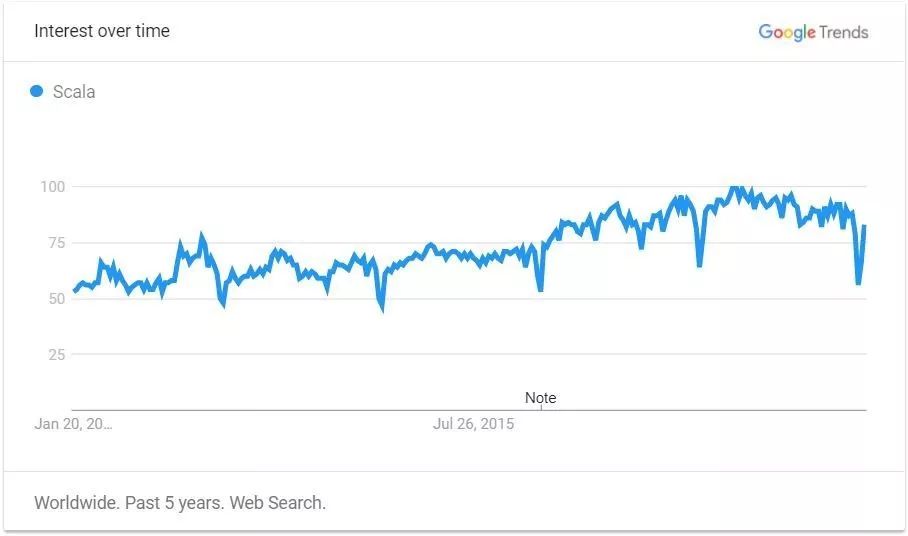 Interest over time
Google Trends
Scala
100
75
50
25
Note
Jan 20, 20...
Jul 26, 2015
Worldwide. Past 5 years. Web Search.